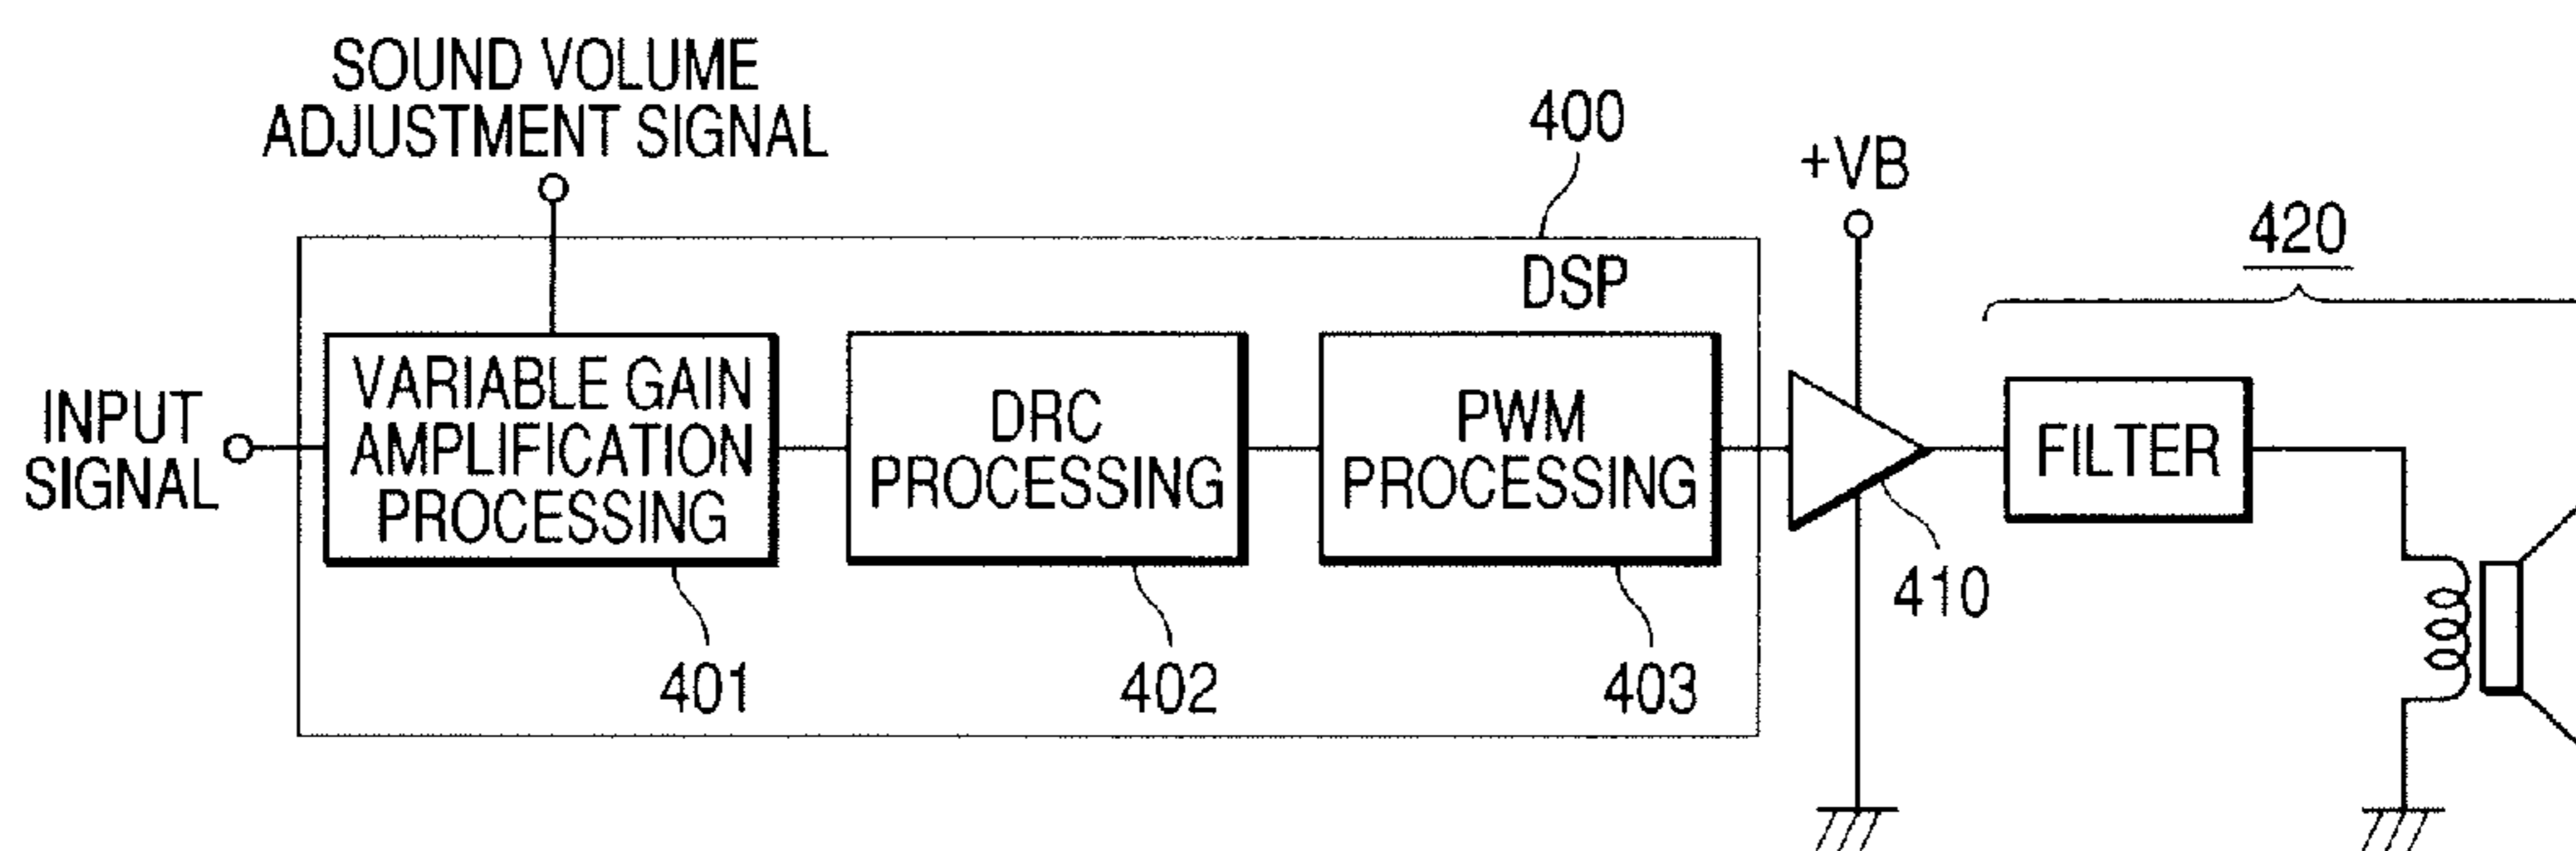 SOUND VOLUME
ADJUSTMENT SIGNAL
400
+VB
420
DSP
INPUT
SIGNAL
VARIABLE GAIN
AMPLIFICATION
PROCESSING
DRC
PROCESSING
PWM
PROCESSING
FILTER
410
401
402
403